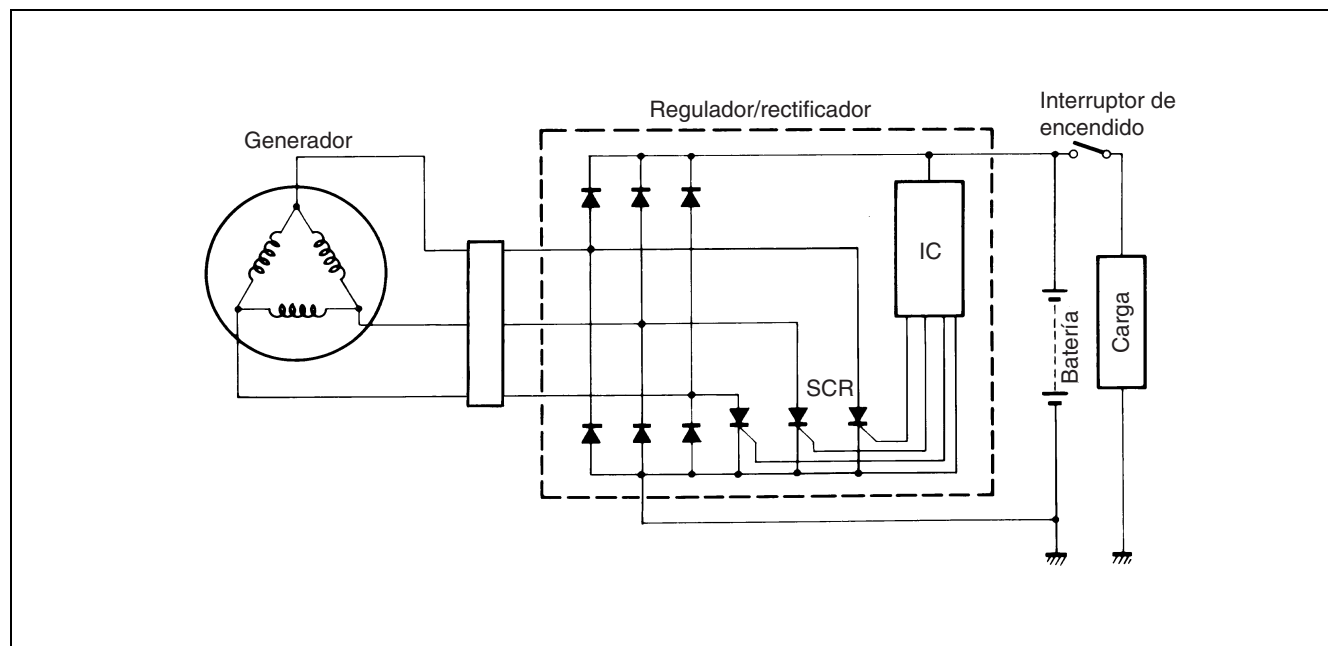 Interruptor de
encendido
Regulador/rectificador
Generador
IC
SCR
Batería
Carga